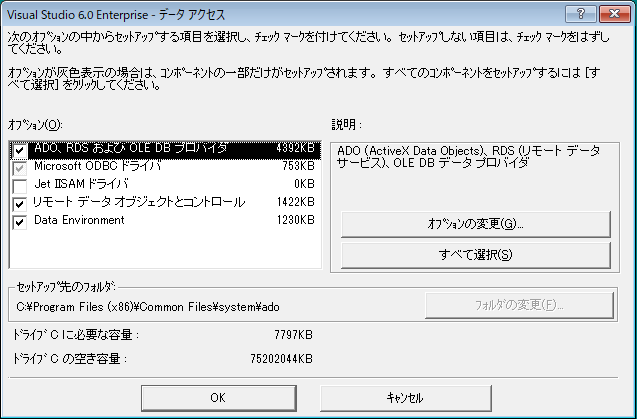 Visual Studio 6.0 Enterprise - データ アクセス
次のオプションの中からセットアップする項目を選択し、チェック マークを付けてください。セットアップしない項目は、チェック マークをはずし
てください。
オプションが灰色表示の場合は、コンポーネントの一部だけがセットアップされます。すべてのコンポーネントをセットアップするには [す
べて選択] をクリックしてください。
オプション(O):
ADO、RDS および OLE DB プロバイダ 4392KB
Microsoft ODBC ドライバ 753KB
Jet IISAM ドライバ 0KB
リモート データ オブジェクトとコントロール 1422KB
Data Environment 1230KB
説明:
ADO (ActiveX Data Objects)、RDS (リモート データ
サービス)、OLE DB データ プロバイダ
オプションの変更(G)...
すべて選択(S)
セットアップ先のフォルダ:
C:¥Program Files (x86)¥Common Files¥system¥ado
フォルダの変更(F)...
ドライブ C に必要な容量: 7797KB
ドライブ C の空き容量: 75202044KB
OK
キャンセル